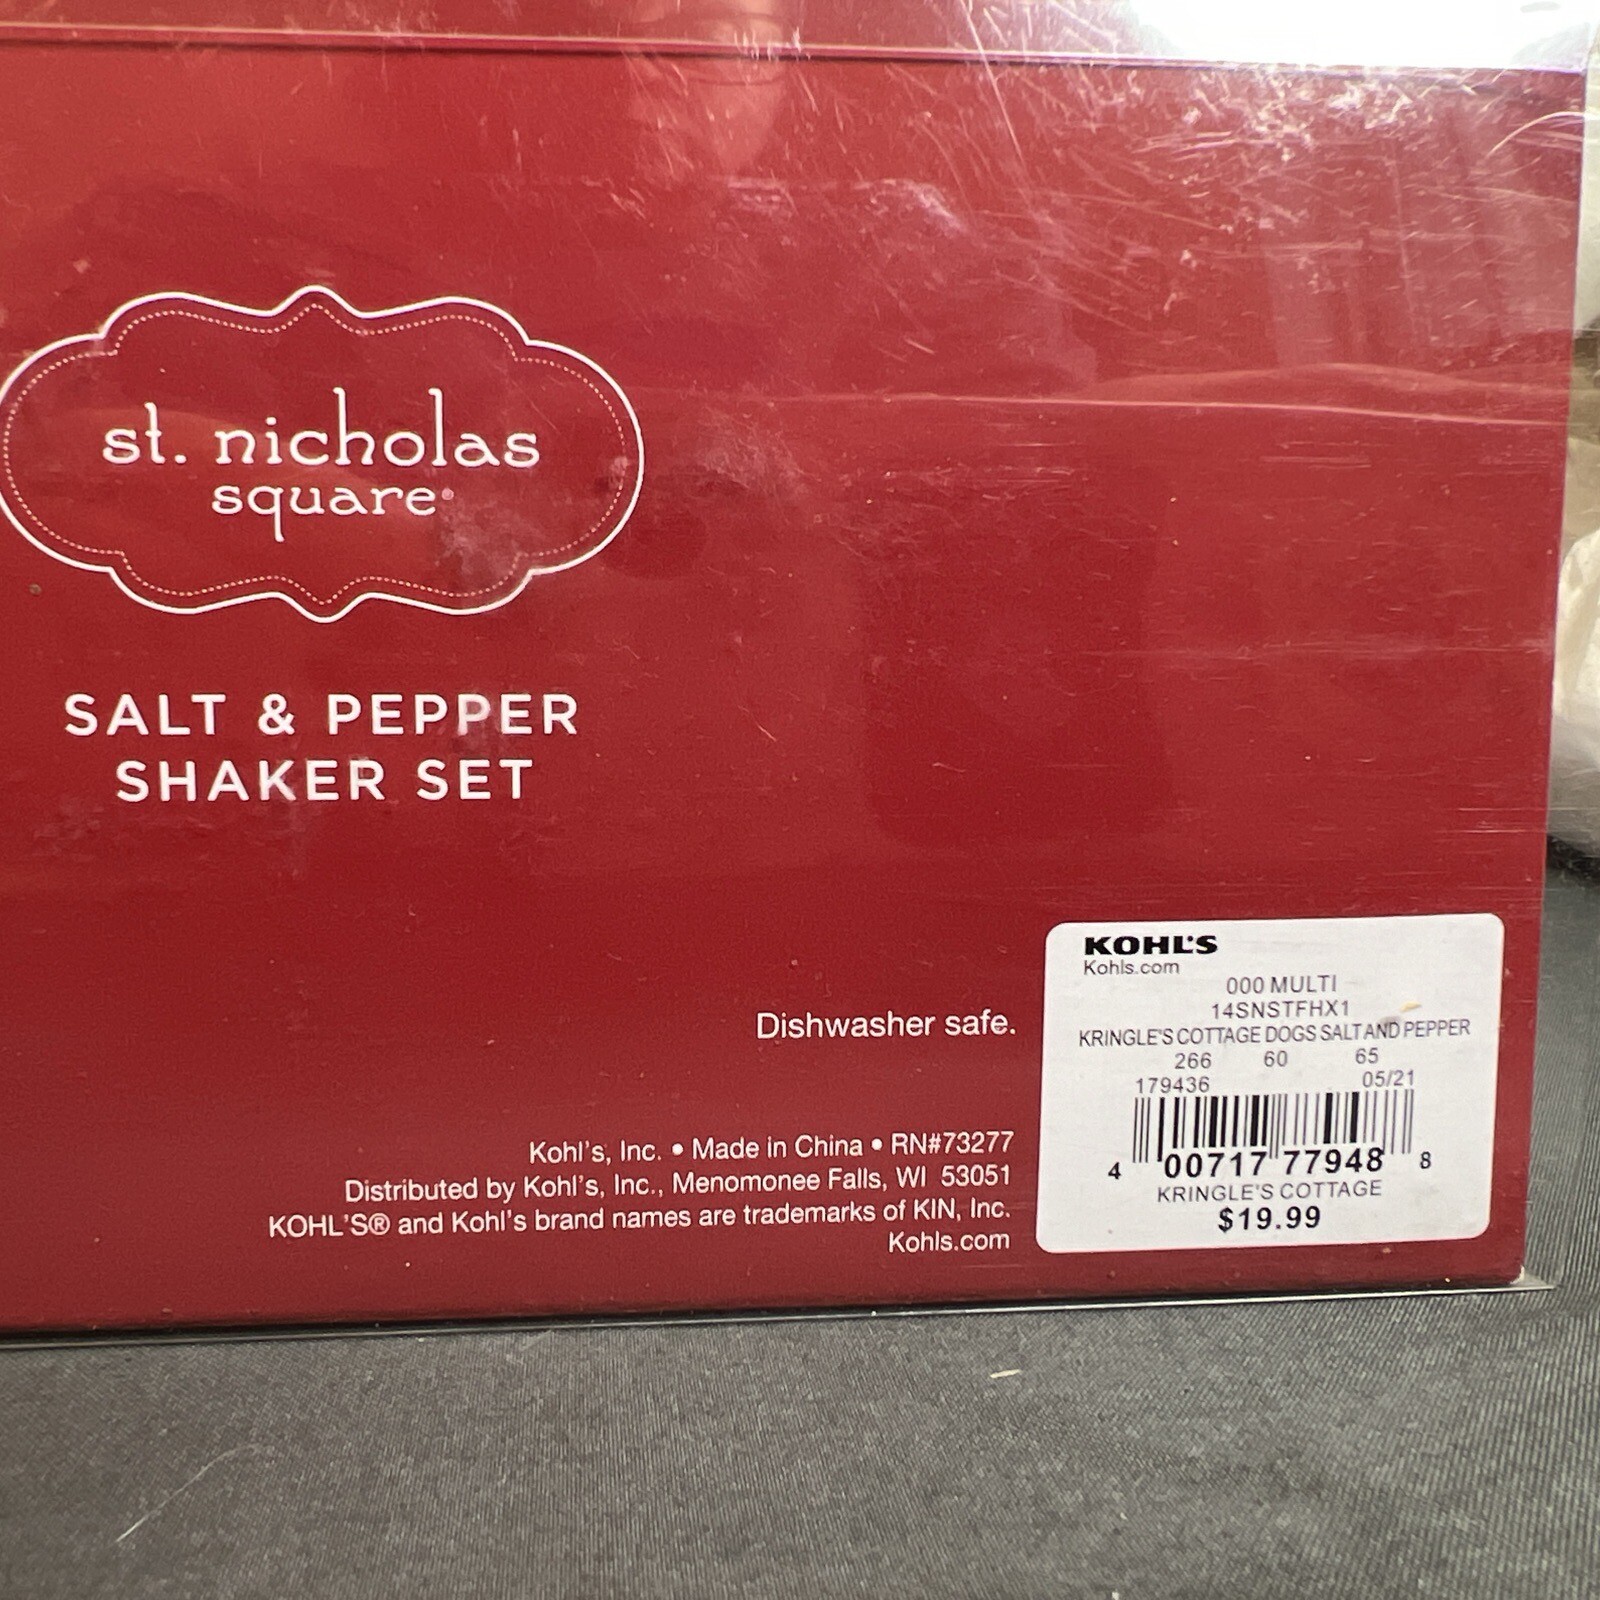 st. nicholas
square
SALT & PEPPER
SHAKER SET
Dishwasher safe.
Kohl's, Inc. • Made in China • RN#73277
Distributed by Kohl's, Inc., Menomonee Falls, WI 53051
KOHL'S® and Kohl's brand names are trademarks of KIN, Inc.
Kohls.com
KOHL'S
Kohls.com
000 MULTI
14SNSTFHX1
KRINGLE'S COTTAGE DOGS SALT AND PEPPER
266 60 65
179436 05/21
4 00717 77948 8
KRINGLE'S COTTAGE
$19.99